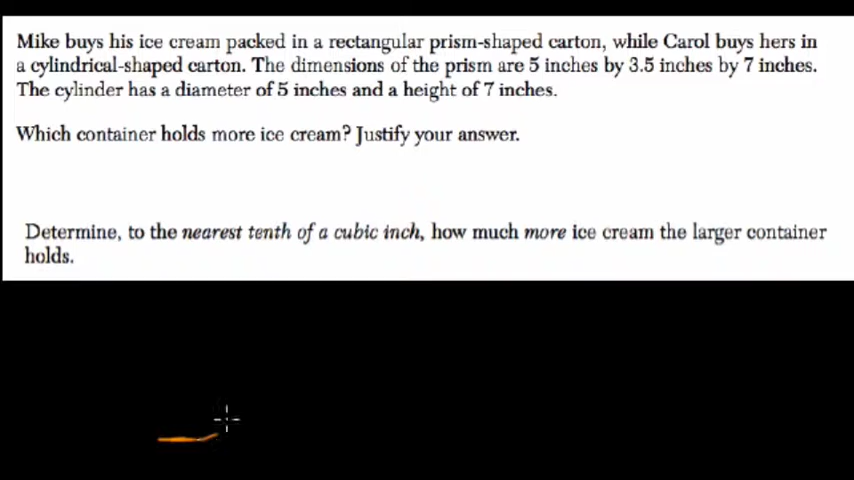 Mike buys his ice cream packed in a rectangular prism-shaped carton, while Carol buys hers in
a cylindrical-shaped carton. The dimensions of the prism are 5 inches by 3.5 inches by 7 inches.
The cylinder has a diameter of 5 inches and a height of 7 inches.
Which container holds more ice cream? Justify your answer.
Determine, to the nearest tenth of a cubic inch, how much more ice cream the larger container
holds.